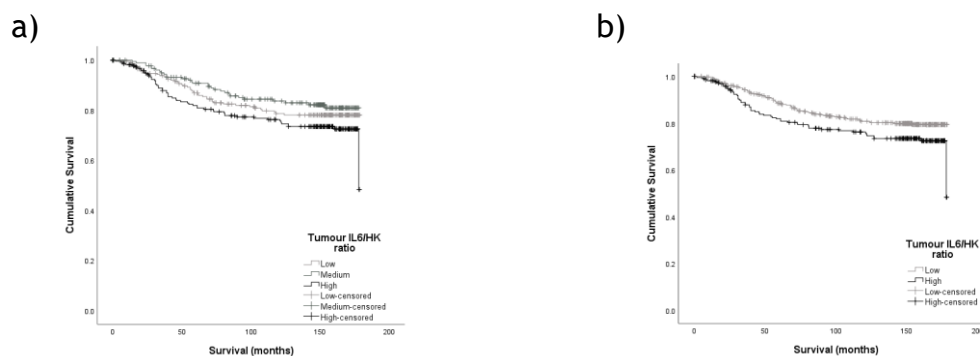 a)
Cumulative Survival
1.0
0.8
0.6
0.4
0.2
0.0
0
50
100
150
200
Survival (months)
Tumour IL6/HK
ratio
Low
Medium
High
Low-censored
Medium-censored
High-censored
b)
Cumulative Survival
1.0
0.8
0.6
0.4
0.2
0.0
0
50
100
150
200
Survival (months)
Tumour IL6/HK
ratio
Low
High
Low-censored
High-censored